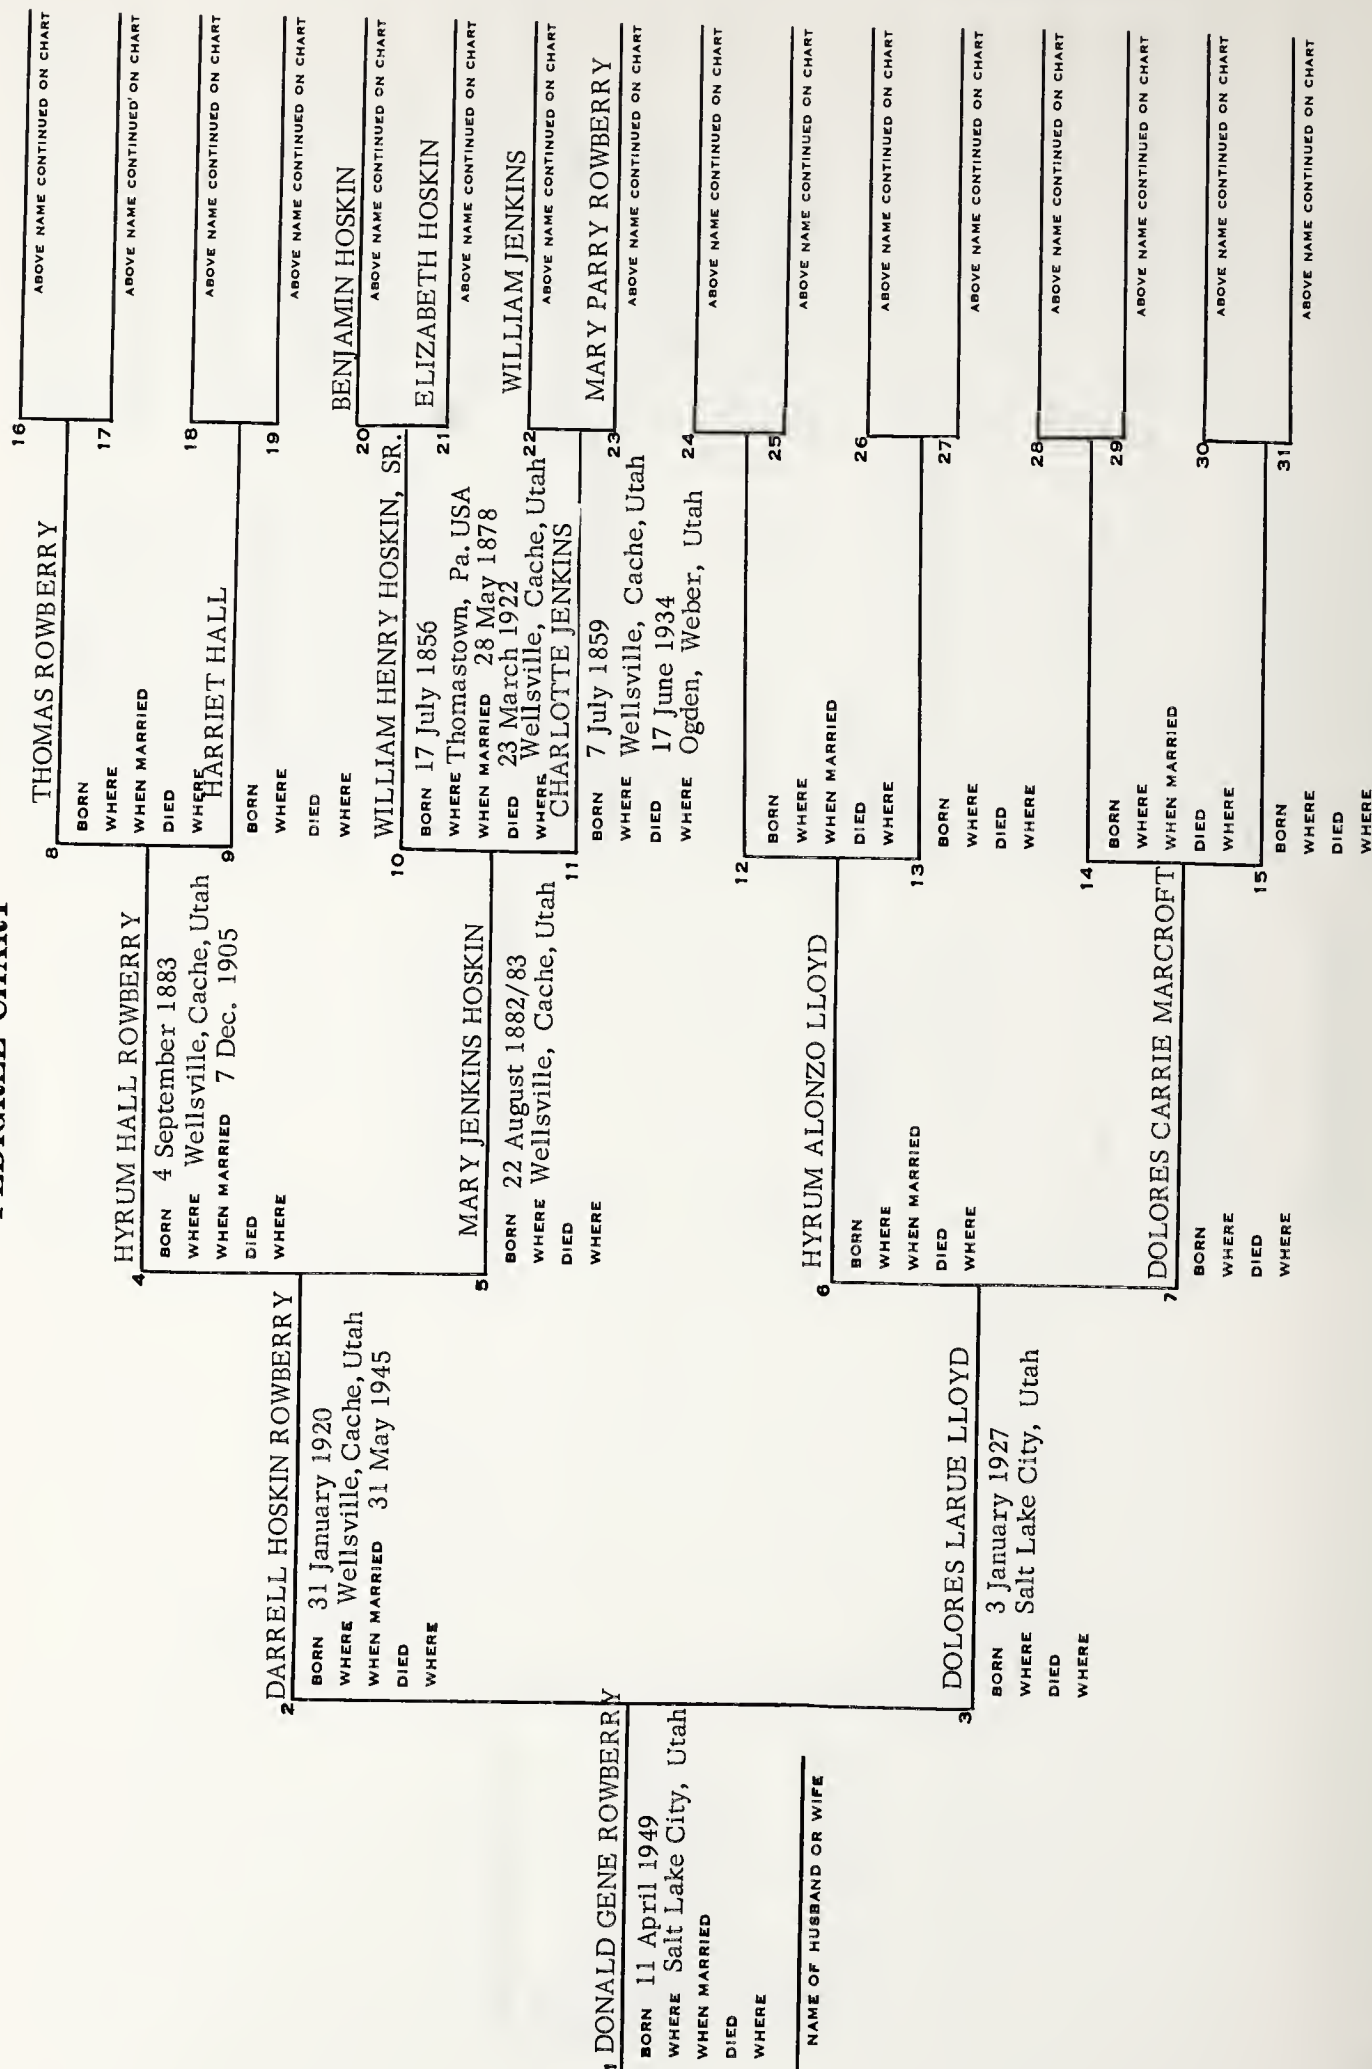 PEDIGREE CHART
1 DONALD GENE ROWBERRY
BORN 11 April 1949
WHERE Salt Lake City, Utah
WHEN MARRIED
DIED
WHERE
NAME OF HUSBAND OR WIFE
2 DARRELL HOSKIN ROWBERRY
BORN 31 January 1920
WHERE Wellsville, Cache, Utah
WHEN MARRIED 31 May 1945
DIED
WHERE
3 DOLORES LARUE LLOYD
BORN 3 January 1927
WHERE Salt Lake City, Utah
DIED
WHERE
4 HYRUM HALL ROWBERRY
BORN 4 September 1883
WHERE Wellsville, Cache, Utah
WHEN MARRIED 7 Dec. 1905
DIED
WHERE
5 MARY JENKINS HOSKIN
BORN 22 August 1882/83
WHERE Wellsville, Cache, Utah
DIED
WHERE
6 HYRUM ALONZO LLOYD
BORN
WHERE
WHEN MARRIED
DIED
WHERE
7 DOLORES CARRIE MARCROFT
BORN
WHERE
DIED
WHERE
8 THOMAS ROWBERRY
BORN
WHERE
WHEN MARRIED
DIED
WHERE
9 HARRIET HALL
BORN
WHERE
DIED
WHERE
10 WILLIAM HENRY HOSKIN, SR.
BORN 17 July 1856
WHERE Thomastown, Pa. USA
WHEN MARRIED 28 May 1878
DIED 23 March 1922
WHERE Wellsville, Cache, Utah
11 CHARLOTTE JENKINS
BORN 7 July 1859
WHERE Wellsville, Cache, Utah
DIED 17 June 1934
WHERE Ogden, Weber, Utah
12
BORN
WHERE
WHEN MARRIED
DIED
WHERE
13
BORN
WHERE
DIED
WHERE
14
BORN
WHERE
WHEN MARRIED
DIED
WHERE
15
BORN
WHERE
DIED
WHERE
16
ABOVE NAME CONTINUED ON CHART
17
ABOVE NAME CONTINUED ON CHART
18
ABOVE NAME CONTINUED ON CHART
19
ABOVE NAME CONTINUED ON CHART
20 BENJAMIN HOSKIN
ABOVE NAME CONTINUED ON CHART
21 ELIZABETH HOSKIN
ABOVE NAME CONTINUED ON CHART
22 WILLIAM JENKINS
ABOVE NAME CONTINUED ON CHART
23 MARY PARRY ROWBERRY
ABOVE NAME CONTINUED ON CHART
24
ABOVE NAME CONTINUED ON CHART
25
ABOVE NAME CONTINUED ON CHART
26
ABOVE NAME CONTINUED ON CHART
27
ABOVE NAME CONTINUED ON CHART
28
ABOVE NAME CONTINUED ON CHART
29
ABOVE NAME CONTINUED ON CHART
30
ABOVE NAME CONTINUED ON CHART
31
ABOVE NAME CONTINUED ON CHART